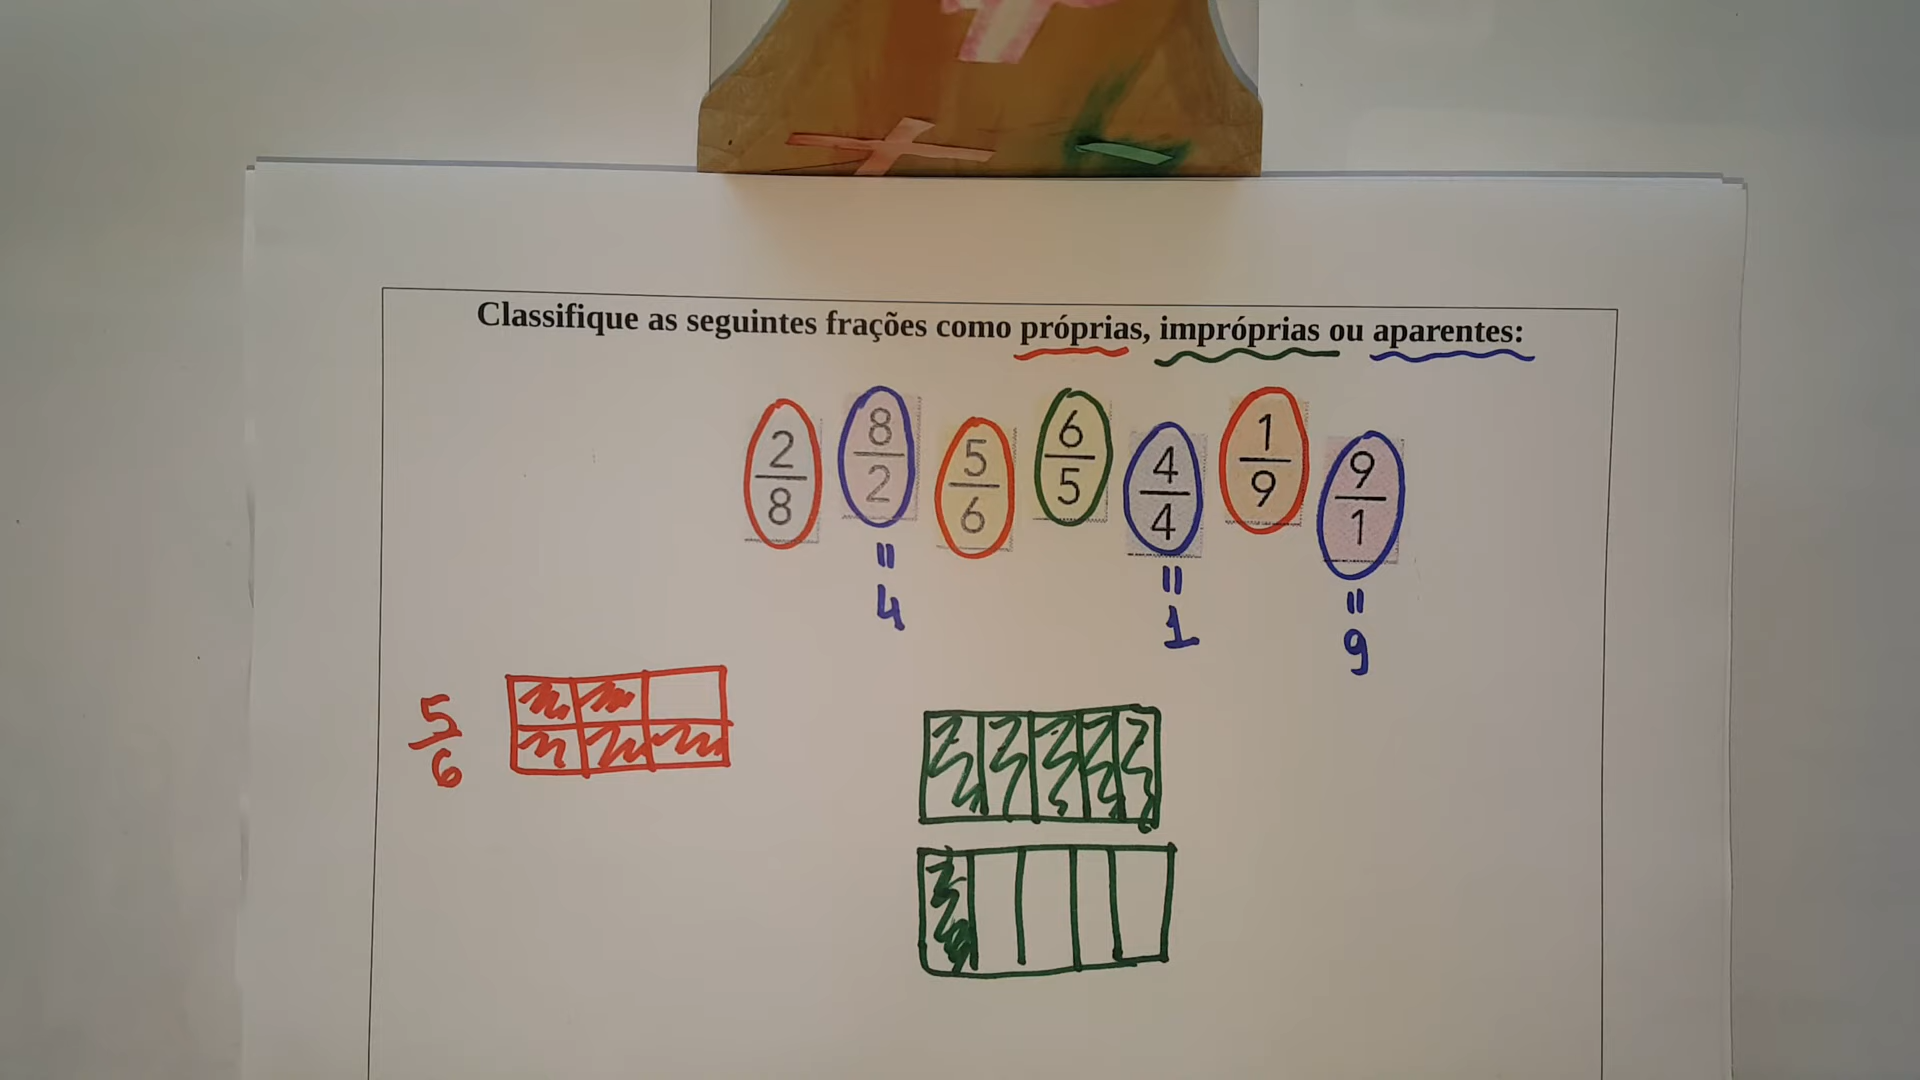 Classifique as seguintes frações como próprias, impróprias ou aparentes:
2/8 8/2 5/6 6/5 4/4 1/9 9/1
= 4 = 1 = 9
5/6